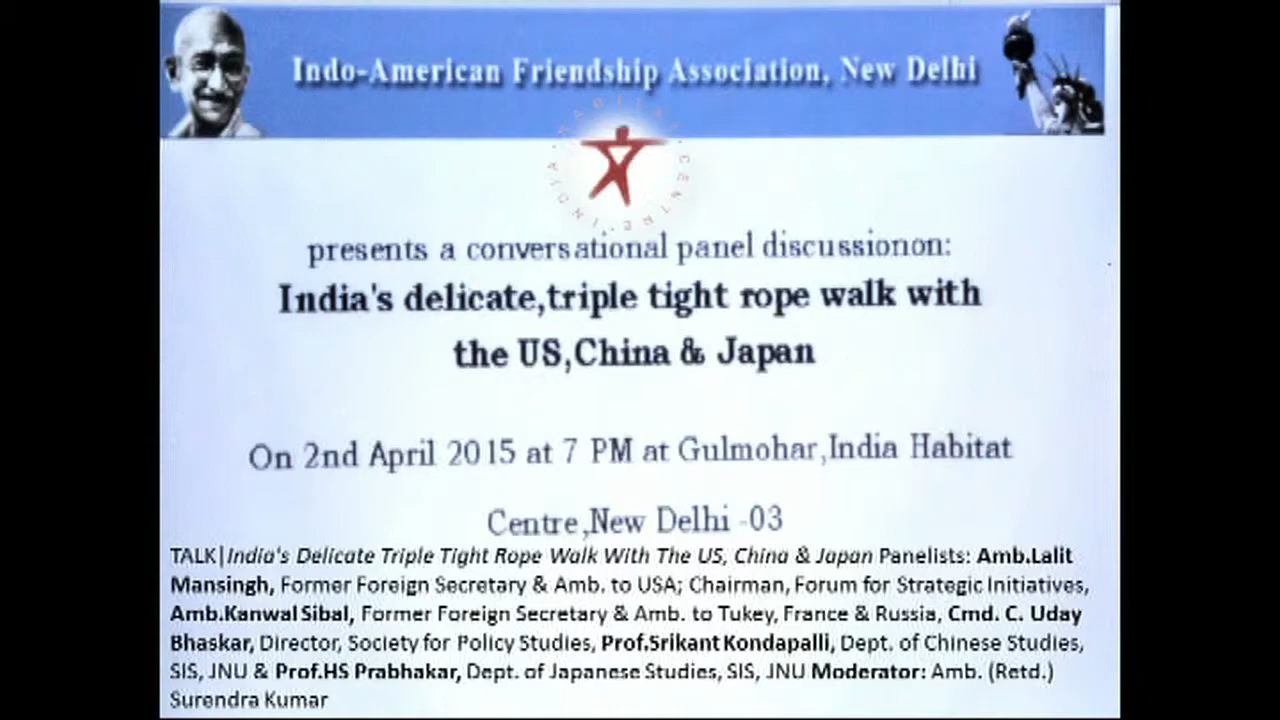 Indo-American Friendship Association, New Delhi
HABITAT CENTRE INDIA
presents a conversational panel discussionon:
India's delicate,triple tight rope walk with
the US,China & Japan
On 2nd April 2015 at 7 PM at Gulmohar,India Habitat
Centre,New Delhi -03
TALK|India's Delicate Triple Tight Rope Walk With The US, China & Japan Panelists: Amb.Lalit
Mansingh, Former Foreign Secretary & Amb. to USA; Chairman, Forum for Strategic Initiatives,
Amb.Kanwal Sibal, Former Foreign Secretary & Amb. to Tukey, France & Russia, Cmd. C. Uday
Bhaskar, Director, Society for Policy Studies, Prof.Srikant Kondapalli, Dept. of Chinese Studies,
SIS, JNU & Prof.HS Prabhakar, Dept. of Japanese Studies, SIS, JNU Moderator: Amb. (Retd.)
Surendra Kumar